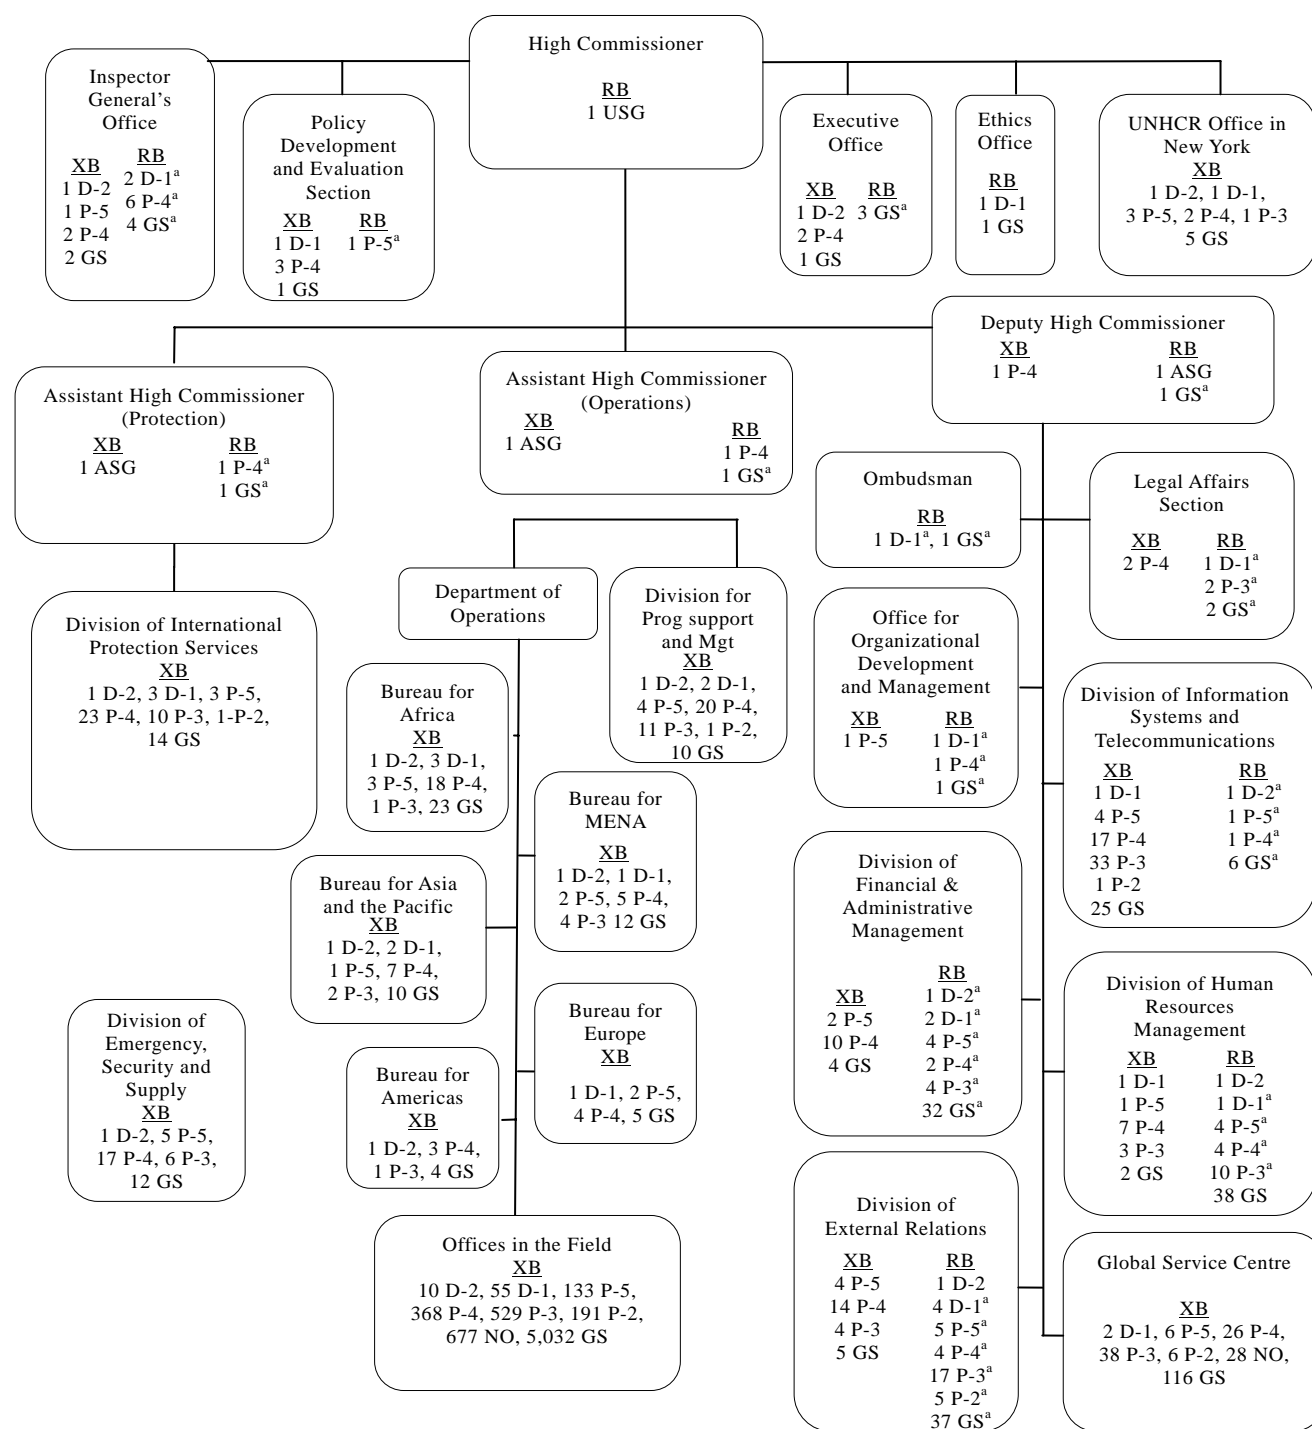 High Commissioner
RB
1 USG
Inspector
General's
Office
XB
1 D-2
1 P-5
2 P-4
2 GS
RB
2 D-1ᵃ
6 P-4ᵃ
4 GSᵃ
Policy
Development
and Evaluation
Section
XB
1 D-1
3 P-4
1 GS
RB
1 P-5ᵃ
Executive
Office
XB
1 D-2
2 P-4
1 GS
RB
3 GSᵃ
Ethics
Office
RB
1 D-1
1 GS
UNHCR Office in
New York
XB
1 D-2, 1 D-1,
3 P-5, 2 P-4, 1 P-3
5 GS
Deputy High Commissioner
XB
1 P-4
RB
1 ASG
1 GSᵃ
Assistant High Commissioner
(Protection)
XB
1 ASG
RB
1 P-4ᵃ
1 GSᵃ
Assistant High Commissioner
(Operations)
XB
1 ASG
RB
1 P-4
1 GSᵃ
Ombudsman
RB
1 D-1ᵃ, 1 GSᵃ
Legal Affairs
Section
XB
2 P-4
RB
1 D-1ᵃ
2 P-3ᵃ
2 GSᵃ
Division of International
Protection Services
XB
1 D-2, 3 D-1, 3 P-5,
23 P-4, 10 P-3, 1-P-2,
14 GS
Department of
Operations
Division for
Prog support
and Mgt
XB
1 D-2, 2 D-1,
4 P-5, 20 P-4,
11 P-3, 1 P-2,
10 GS
Office for
Organizational
Development
and Management
XB
1 P-5
RB
1 D-1ᵃ
1 P-4ᵃ
1 GSᵃ
Division of Information
Systems and
Telecommunications
XB
1 D-1
4 P-5
17 P-4
33 P-3
1 P-2
25 GS
RB
1 D-2ᵃ
1 P-5ᵃ
1 P-4ᵃ
6 GSᵃ
Bureau for
Africa
XB
1 D-2, 3 D-1,
3 P-5, 18 P-4,
1 P-3, 23 GS
Bureau for
MENA
XB
1 D-2, 1 D-1,
2 P-5, 5 P-4,
4 P-3 12 GS
Bureau for Asia
and the Pacific
XB
1 D-2, 2 D-1,
1 P-5, 7 P-4,
2 P-3, 10 GS
Division of
Financial &
Administrative
Management
XB
2 P-5
10 P-4
4 GS
RB
1 D-2ᵃ
2 D-1ᵃ
4 P-5ᵃ
2 P-4ᵃ
4 P-3ᵃ
32 GSᵃ
Division of Human
Resources
Management
XB
1 D-1
1 P-5
7 P-4
3 P-3
2 GS
RB
1 D-2
1 D-1ᵃ
4 P-5ᵃ
4 P-4ᵃ
10 P-3ᵃ
38 GS
Division of
Emergency,
Security and
Supply
XB
1 D-2, 5 P-5,
17 P-4, 6 P-3,
12 GS
Bureau for
Europe
XB
1 D-1, 2 P-5,
4 P-4, 5 GS
Bureau for
Americas
XB
1 D-2, 3 P-4,
1 P-3, 4 GS
Division of
External Relations
XB
4 P-5
14 P-4
4 P-3
5 GS
RB
1 D-2
4 D-1ᵃ
5 P-5ᵃ
4 P-4ᵃ
17 P-3ᵃ
5 P-2ᵃ
37 GSᵃ
Offices in the Field
XB
10 D-2, 55 D-1, 133 P-5,
368 P-4, 529 P-3, 191 P-2,
677 NO, 5,032 GS
Global Service Centre
XB
2 D-1, 6 P-5, 26 P-4,
38 P-3, 6 P-2, 28 NO,
116 GS